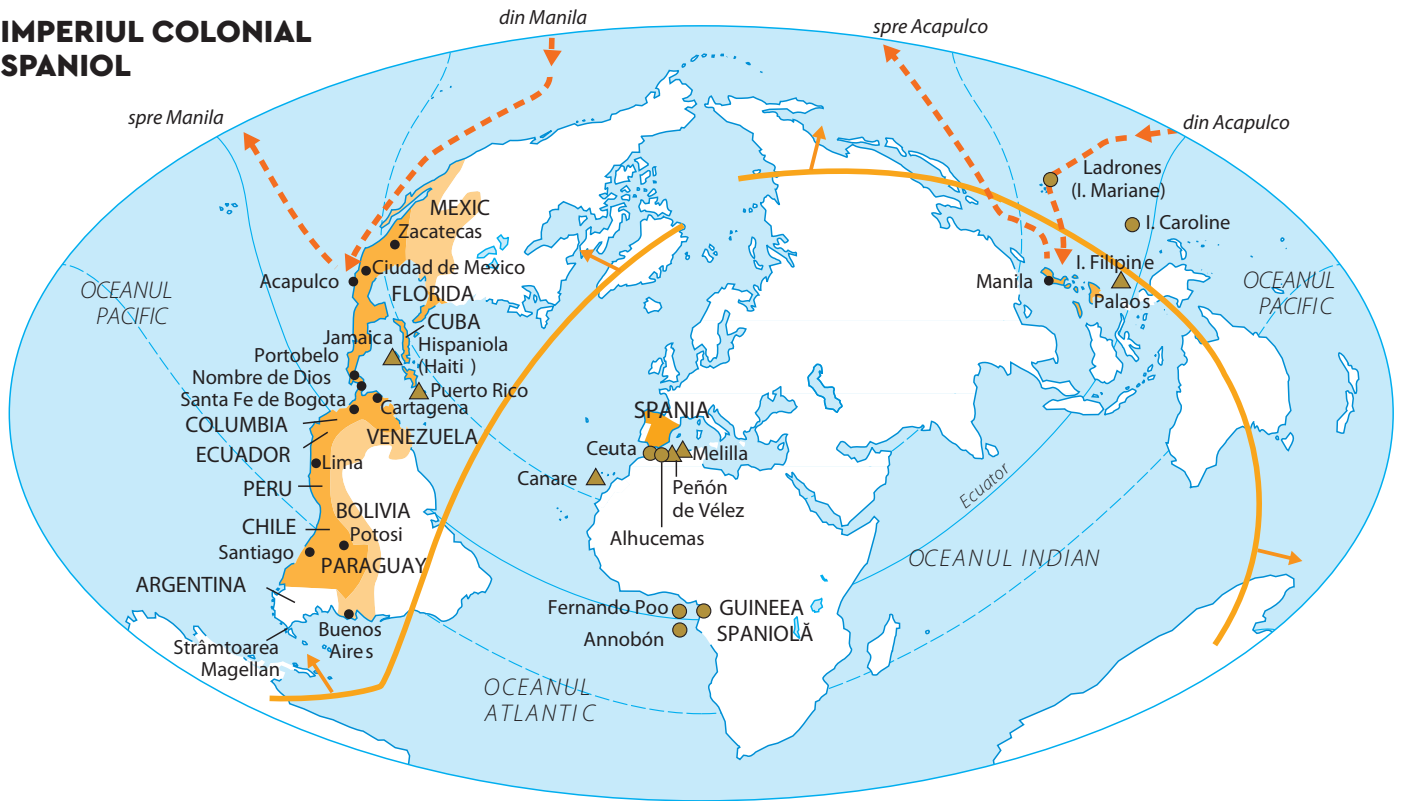 IMPERIUL COLONIAL
SPANIOL
din Manila
spre Acapulco
spre Manila
din Acapulco
Ladrones
(I. Mariane)
I. Caroline
MEXIC
Zacatecas
Ciudad de Mexico
Acapulco
FLORIDA
I. Filipine
Manila
Palaos
OCEANUL
PACIFIC
OCEANUL
PACIFIC
CUBA
Jamaica
Hispaniola
(Haiti )
Portobelo
Nombre de Dios
Puerto Rico
Santa Fe de Bogota
Cartagena
COLUMBIA
VENEZUELA
ECUADOR
Lima
PERU
BOLIVIA
CHILE
Potosi
Santiago
PARAGUAY
ARGENTINA
Buenos
Aires
Strâmtoarea
Magellan
SPANIA
Ceuta
Melilla
Canare
Peñón
de Vélez
Alhucemas
Ecuator
OCEANUL INDIAN
Fernando Poo
GUINEEA
SPANIOLĂ
Annobón
OCEANUL
ATLANTIC